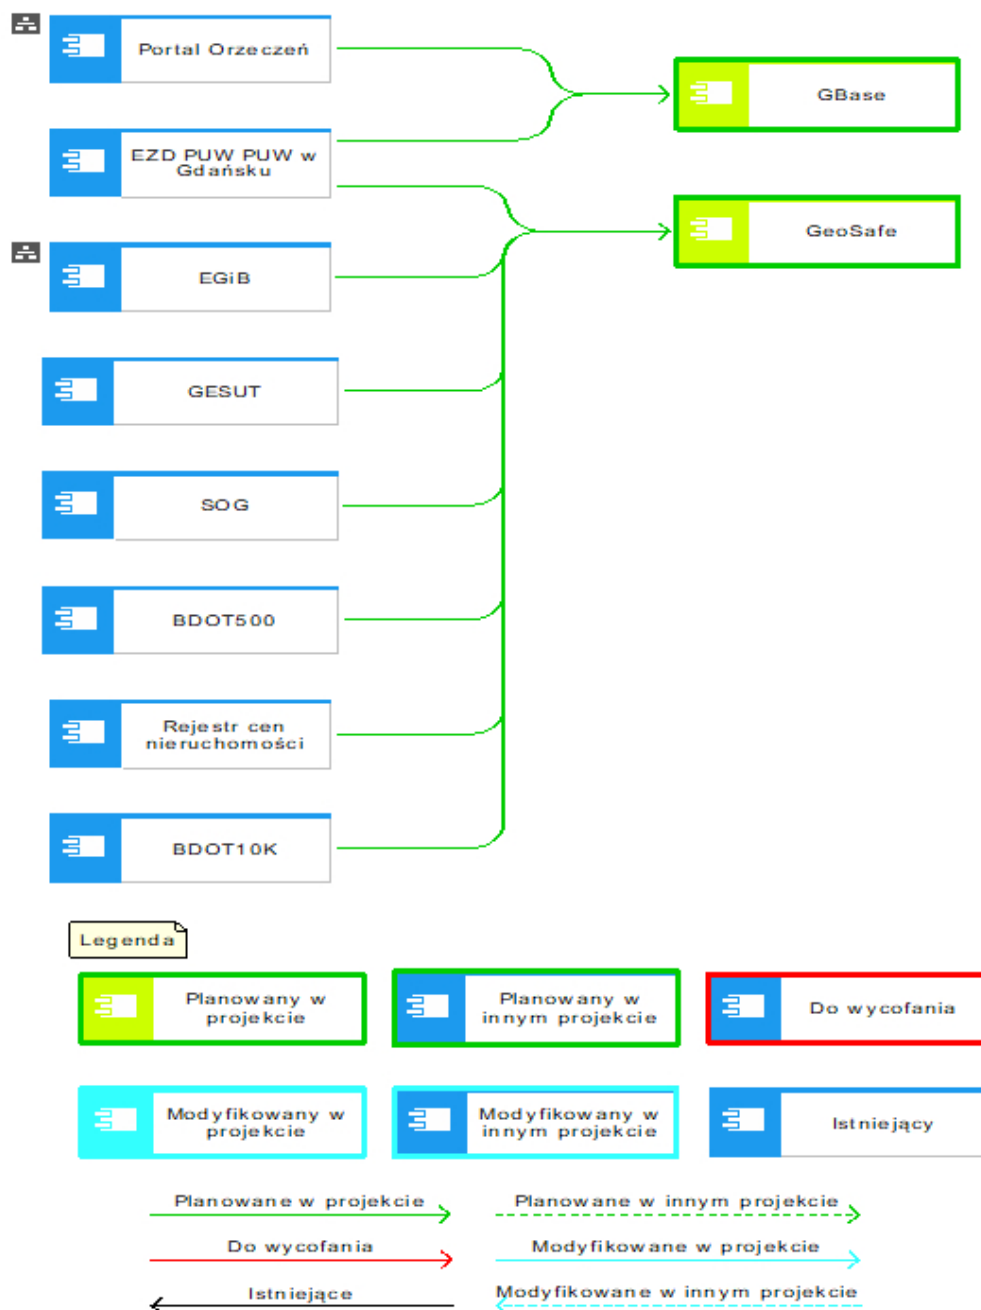 Portal Orzeczeń
GBase
EZD PUW PUW w
Gdańsku
GeoSafe
EGiB
GESUT
SOG
BDOT500
Rejestr cen
nieruchomości
BDOT10K
Legenda
Planowany w
projekcie
Planowany w
innym projekcie
Do wycofania
Modyfikowany w
projekcie
Modyfikowany w
innym projekcie
Istniejący
Planowane w projekcie
Planowane w innym projekcie
Do wycofania
Modyfikowane w projekcie
Istniejące
Modyfikowane w innym projekcie